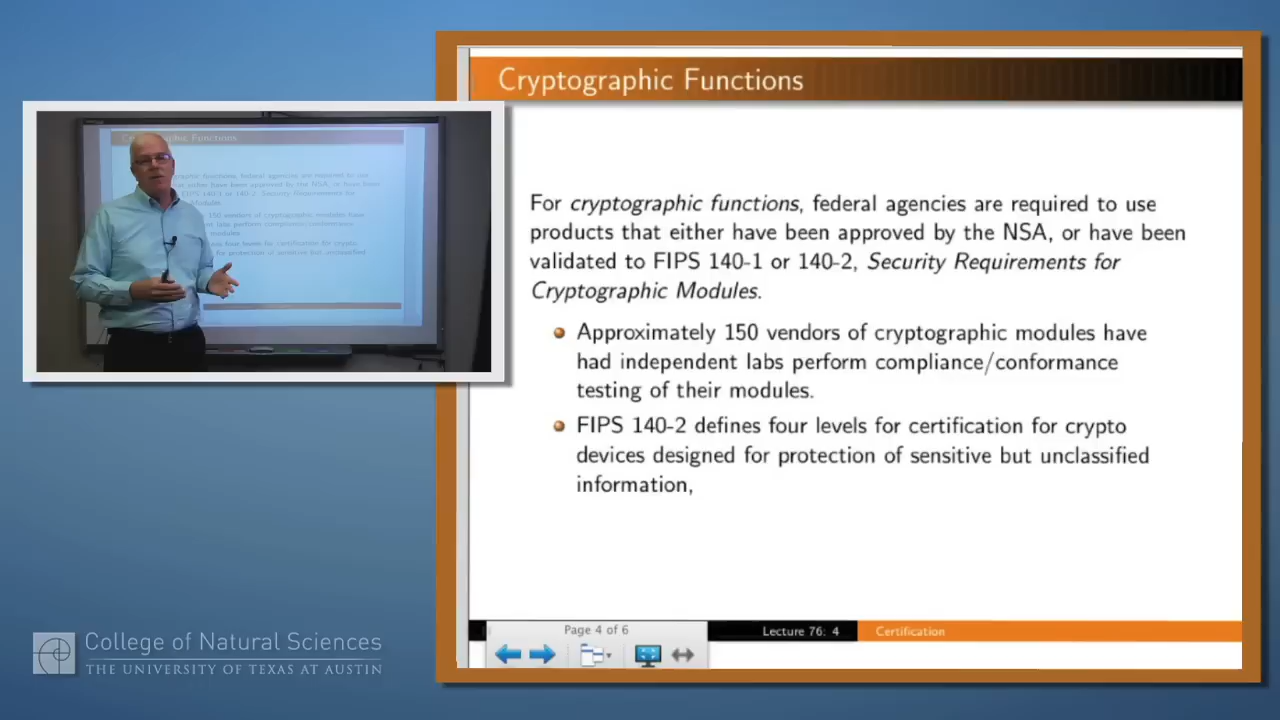 Cryptographic Functions
For cryptographic functions, federal agencies are required to use
products that either have been approved by the NSA, or have been
validated to FIPS 140-1 or 140-2, Security Requirements for
Cryptographic Modules.
Approximately 150 vendors of cryptographic modules have
had independent labs perform compliance/conformance
testing of their modules.
FIPS 140-2 defines four levels for certification for crypto
devices designed for protection of sensitive but unclassified
information,
Page 4 of 6
Lecture 76: 4
Certification
College of Natural Sciences
THE UNIVERSITY OF TEXAS AT AUSTIN